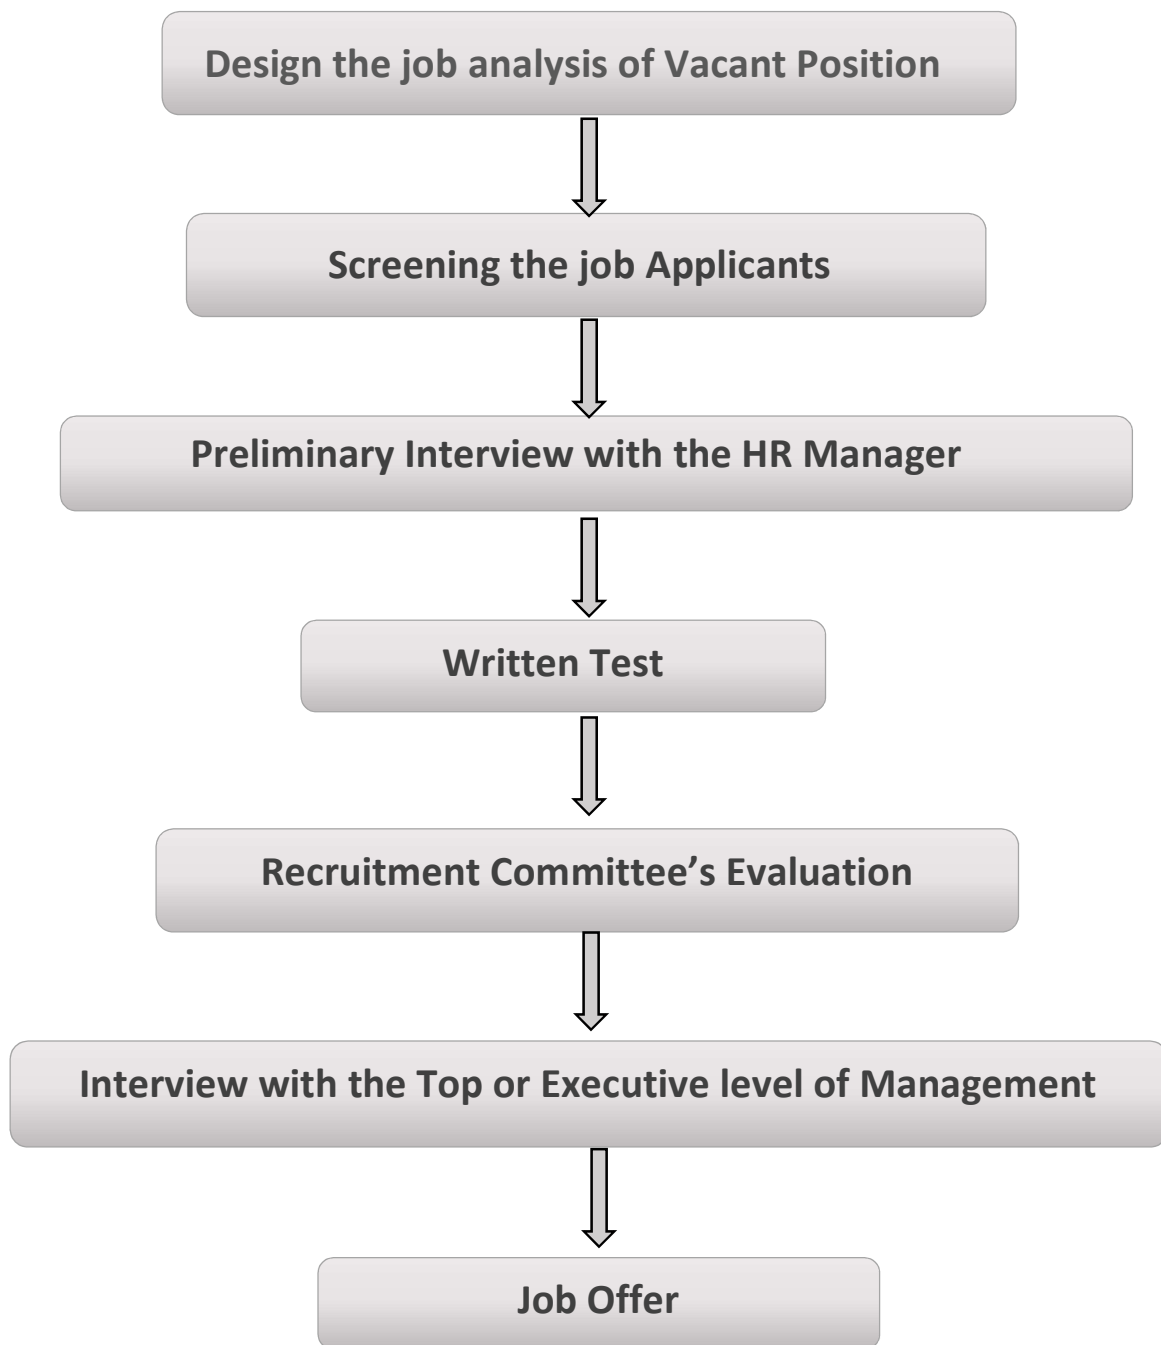 Design the job analysis of Vacant Position
Screening the job Applicants
Preliminary Interview with the HR Manager
Written Test
Recruitment Committee’s Evaluation
Interview with the Top or Executive level of Management
Job Offer